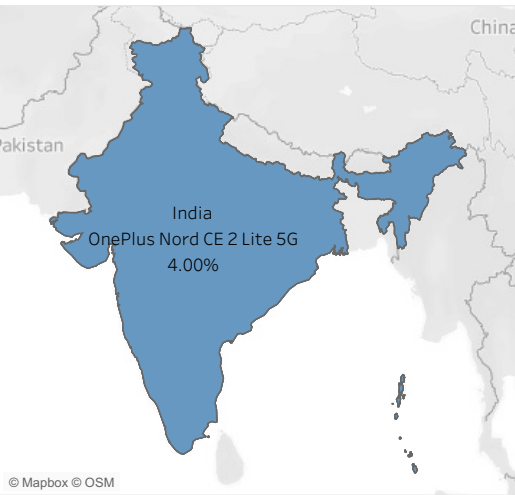 China
Pakistan
India
OnePlus Nord CE 2 Lite 5G
4.00%
© Mapbox © OSM